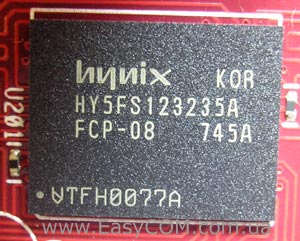 hynix KOR
HY5FS123235A
FCP-08 745A
VTFH0077A
U201
www.EasyCOM.com.ua